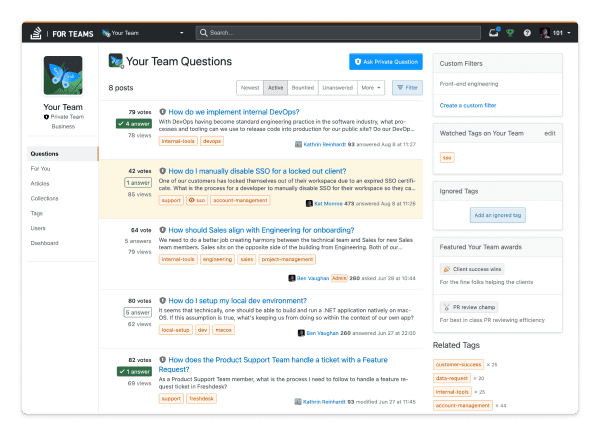 FOR TEAMS
Your Team
Search...
101
Your Team
Private Team
Business
Questions
For You
Articles
Collections
Tags
Users
Dashboard
Your Team Questions
Ask Private Question
8 posts
Newest Active Bountied Unanswered More
Filter
79 votes
4 answer
78 views
How do we implement internal DevOps?
With DevOps having become standard engineering practice in the software industry, what pro-
cesses and tooling can we use to release code into production for our public site? Do our DevOp...
internal-tools devops
Kathrin Reinhardt 93 answered Aug 8 at 11:27
42 votes
1 answer
85 views
How do I manually disable SSO for a locked out client?
One of our customers has locked themselves out of their workspace due to an expired SSO certifi-
cate. What is the process for a developer to manually disable SSO for their workspace so they ca...
support sso account-management
Kat Monroe 473 answered Aug 8 at 11:26
64 vote
5 answers
79 views
How should Sales align with Engineering for onboarding?
We need to do a better job creating harmony between the technical team and Sales for new Sales
team members. Sales sits on the opposite side of the building from Engineering. Both of our...
internal-tools engineering sales project-management
Ben Vaughan Admin 260 asked Jun 28 at 10:44
80 votes
5 answer
62 views
How do I setup my local dev environment?
It seems that technically, one should be able to build and run a .NET application natively on mac-
OS. If this assumption is true, what's keeping us from doing so within the context of our own app?
local-setup dev macos
Ben Vaughan 260 answered Jun 27 at 22:00
82 votes
1 answer
69 views
How does the Product Support Team handle a ticket with a Feature
Request?
As a Product Support Team member, what is the process I need to follow to handle a feature re-
quest ticket in Freshdesk?
support freshdesk
Kathrin Reinhardt 93 modified Jun 27 at 11:45
Custom Filters
Front-end engineering
Create a custom filter
Watched Tags on Your Team edit
sso
Ignored Tags
Add an ignored tag
Featured Your Team awards
Client success wins
For the fine folks helping the clients
PR review champ
For best in class PR reviewing efficiency
Related Tags
customer-success × 25
data-request × 20
internal-tools × 25
account-management × 44